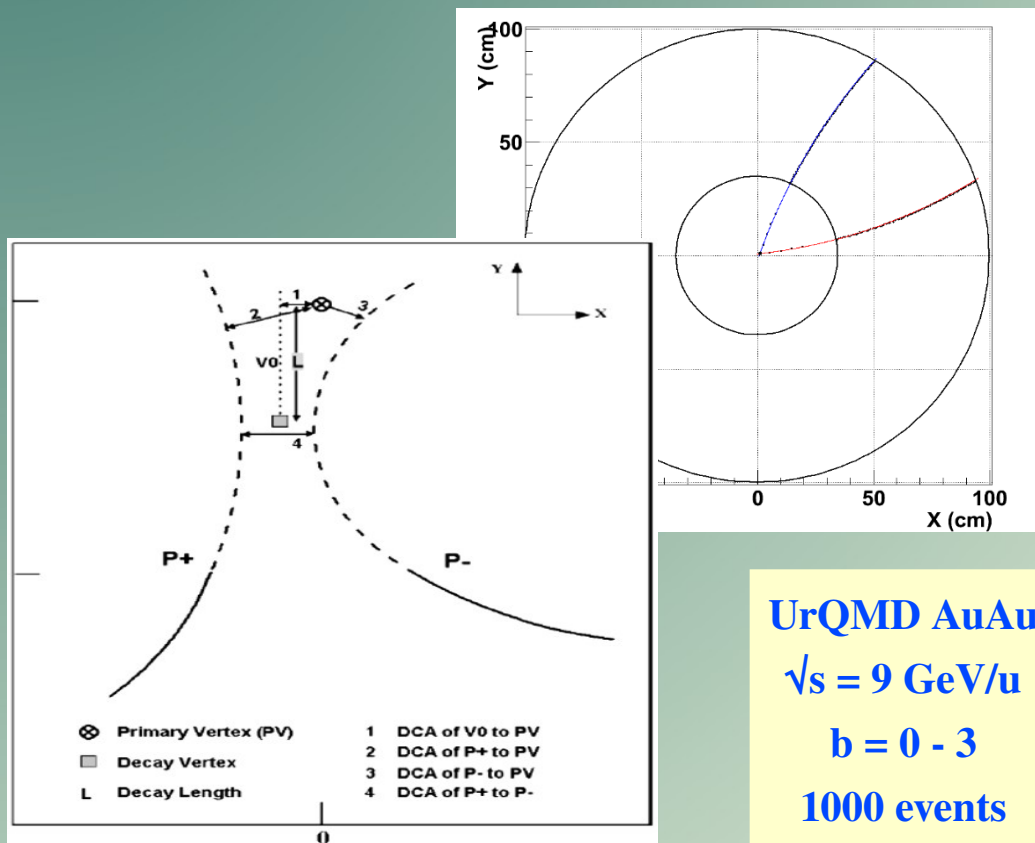 100
Y (cm)
50
0 50 100
X (cm)
1
Y
X
2
3
V0
L
4
P+
P-
Primary Vertex (PV)
Decay Vertex
L Decay Length
1 DCA of V0 to PV
2 DCA of P+ to PV
3 DCA of P- to PV
4 DCA of P+ to P-
0
UrQMD AuAu
√s = 9 GeV/u
b = 0 - 3
1000 events